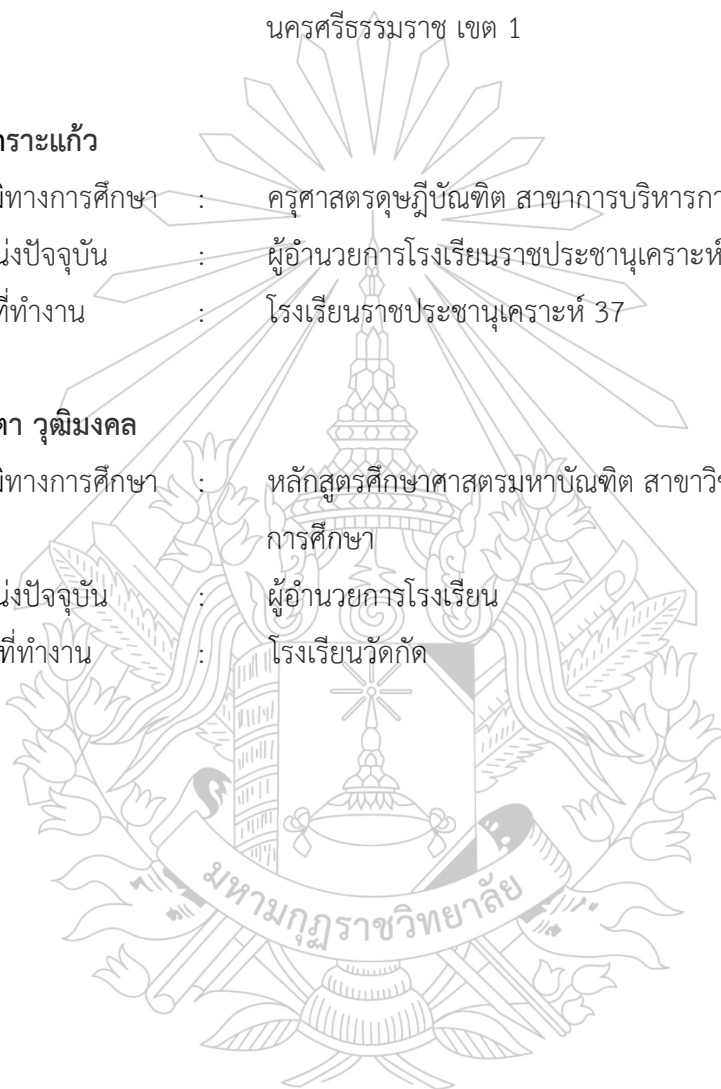 นครศรีธรรมราช เขต 1
ราะแก้ว
ทางการศึกษา : ครุศาสตรดุษฎีบัณฑิต สาขาการบริหารกา
น่งปัจจุบัน : ผู้อำนวยการโรงเรียนราชประชานุเคราะห์
ที่ทำงาน : โรงเรียนราชประชานุเคราะห์ 37
ตา วุฒิมงคล
ทางการศึกษา : หลักสูตรศึกษาศาสตรมหาบัณฑิต สาขาวิช
การศึกษา
น่งปัจจุบัน : ผู้อำนวยการโรงเรียน
ที่ทำงาน : โรงเรียนวัดกัด
มหามกุฏราชวิทยาลัย